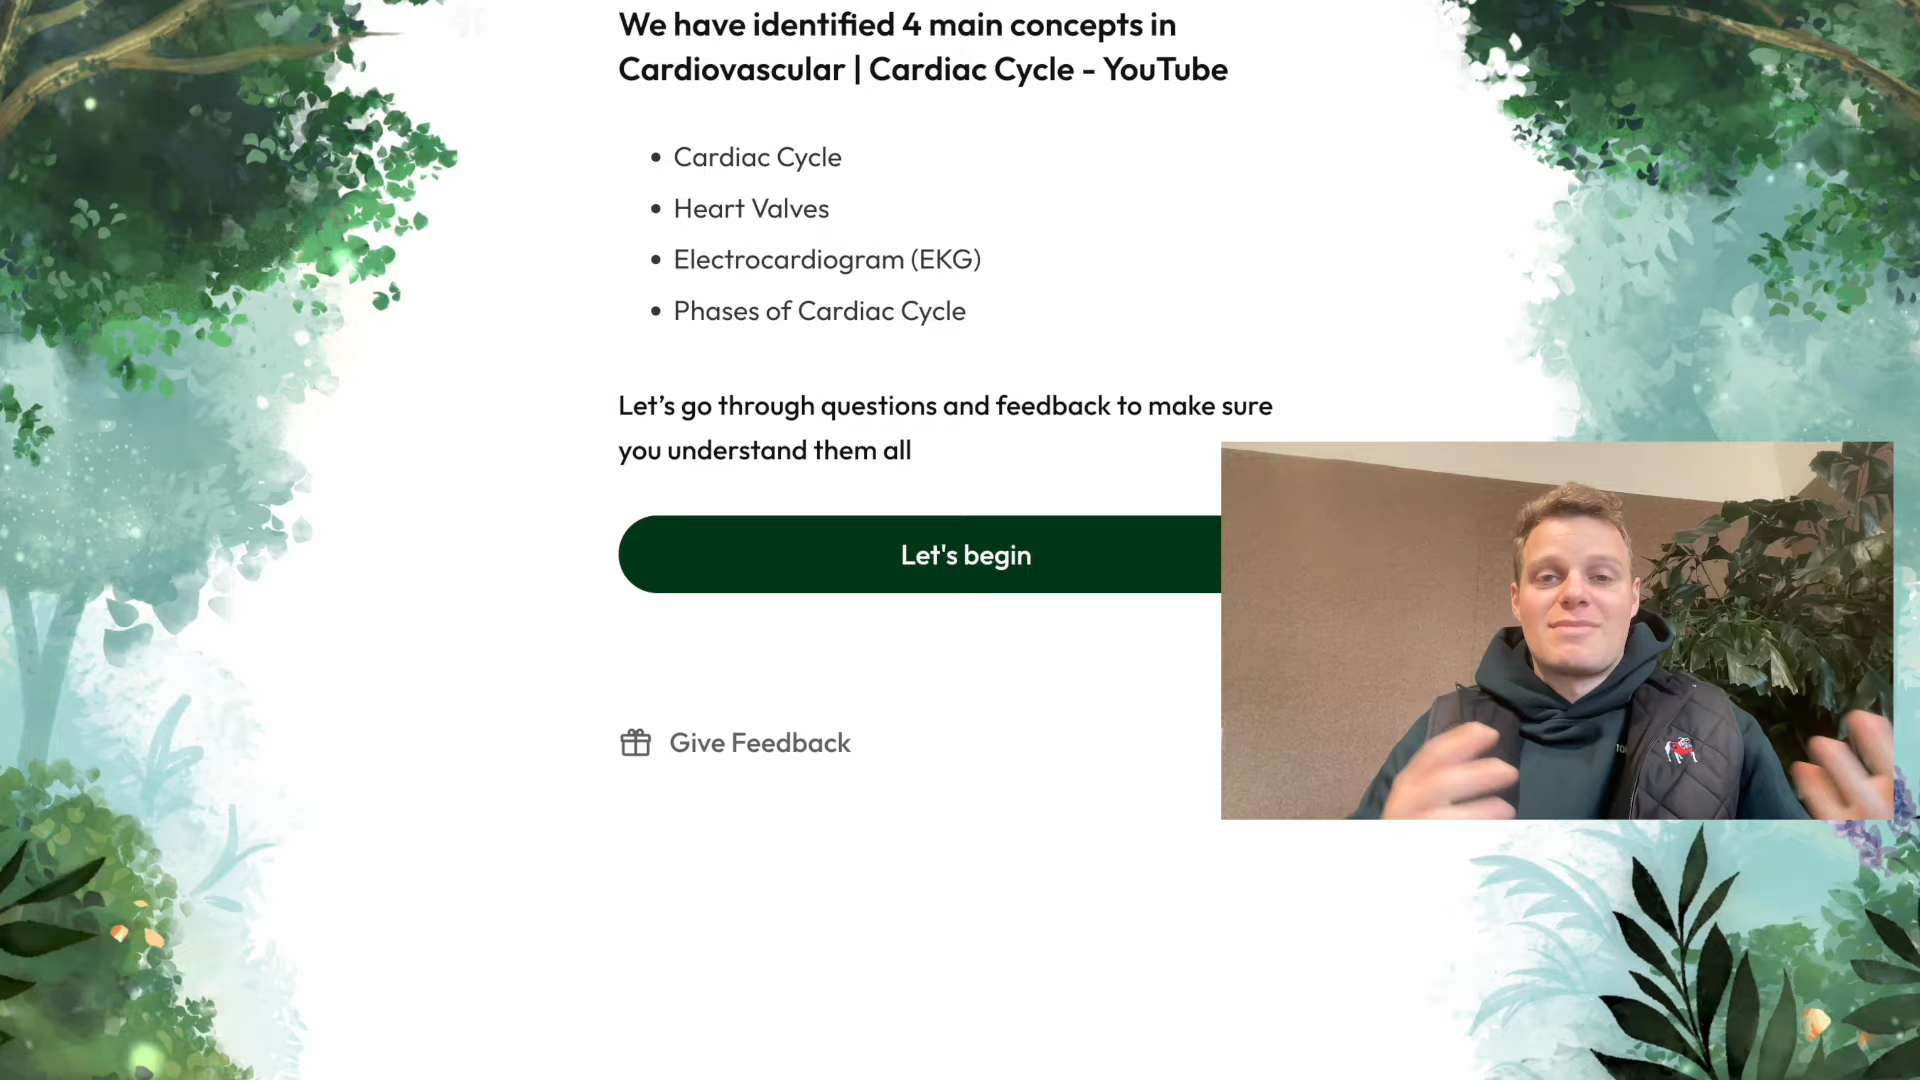 We have identified 4 main concepts in
Cardiovascular | Cardiac Cycle - YouTube
Cardiac Cycle
Heart Valves
Electrocardiogram (EKG)
Phases of Cardiac Cycle
Let’s go through questions and feedback to make sure
you understand them all
Let's begin
Give Feedback